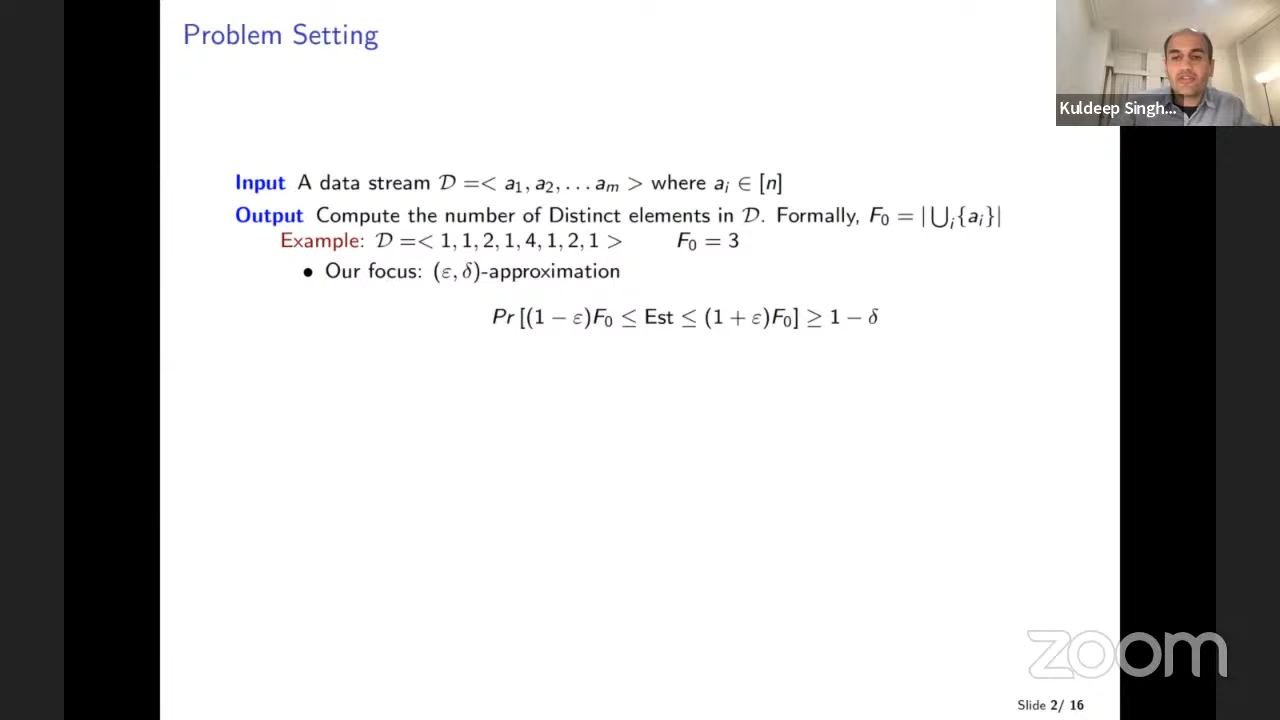 Problem Setting
Kuldeep Singh...
Input A data stream 𝒟 =< a₁, a₂, . . . aₘ > where aᵢ ∈ [n]
Output Compute the number of Distinct elements in 𝒟. Formally, F₀ = |⋃ᵢ{aᵢ}|
Example: 𝒟 =< 1, 1, 2, 1, 4, 1, 2, 1 > F₀ = 3
• Our focus: (ε, δ)-approximation
Pr [(1 − ε)F₀ ≤ Est ≤ (1 + ε)F₀] ≥ 1 − δ
zoom
Slide 2/ 16